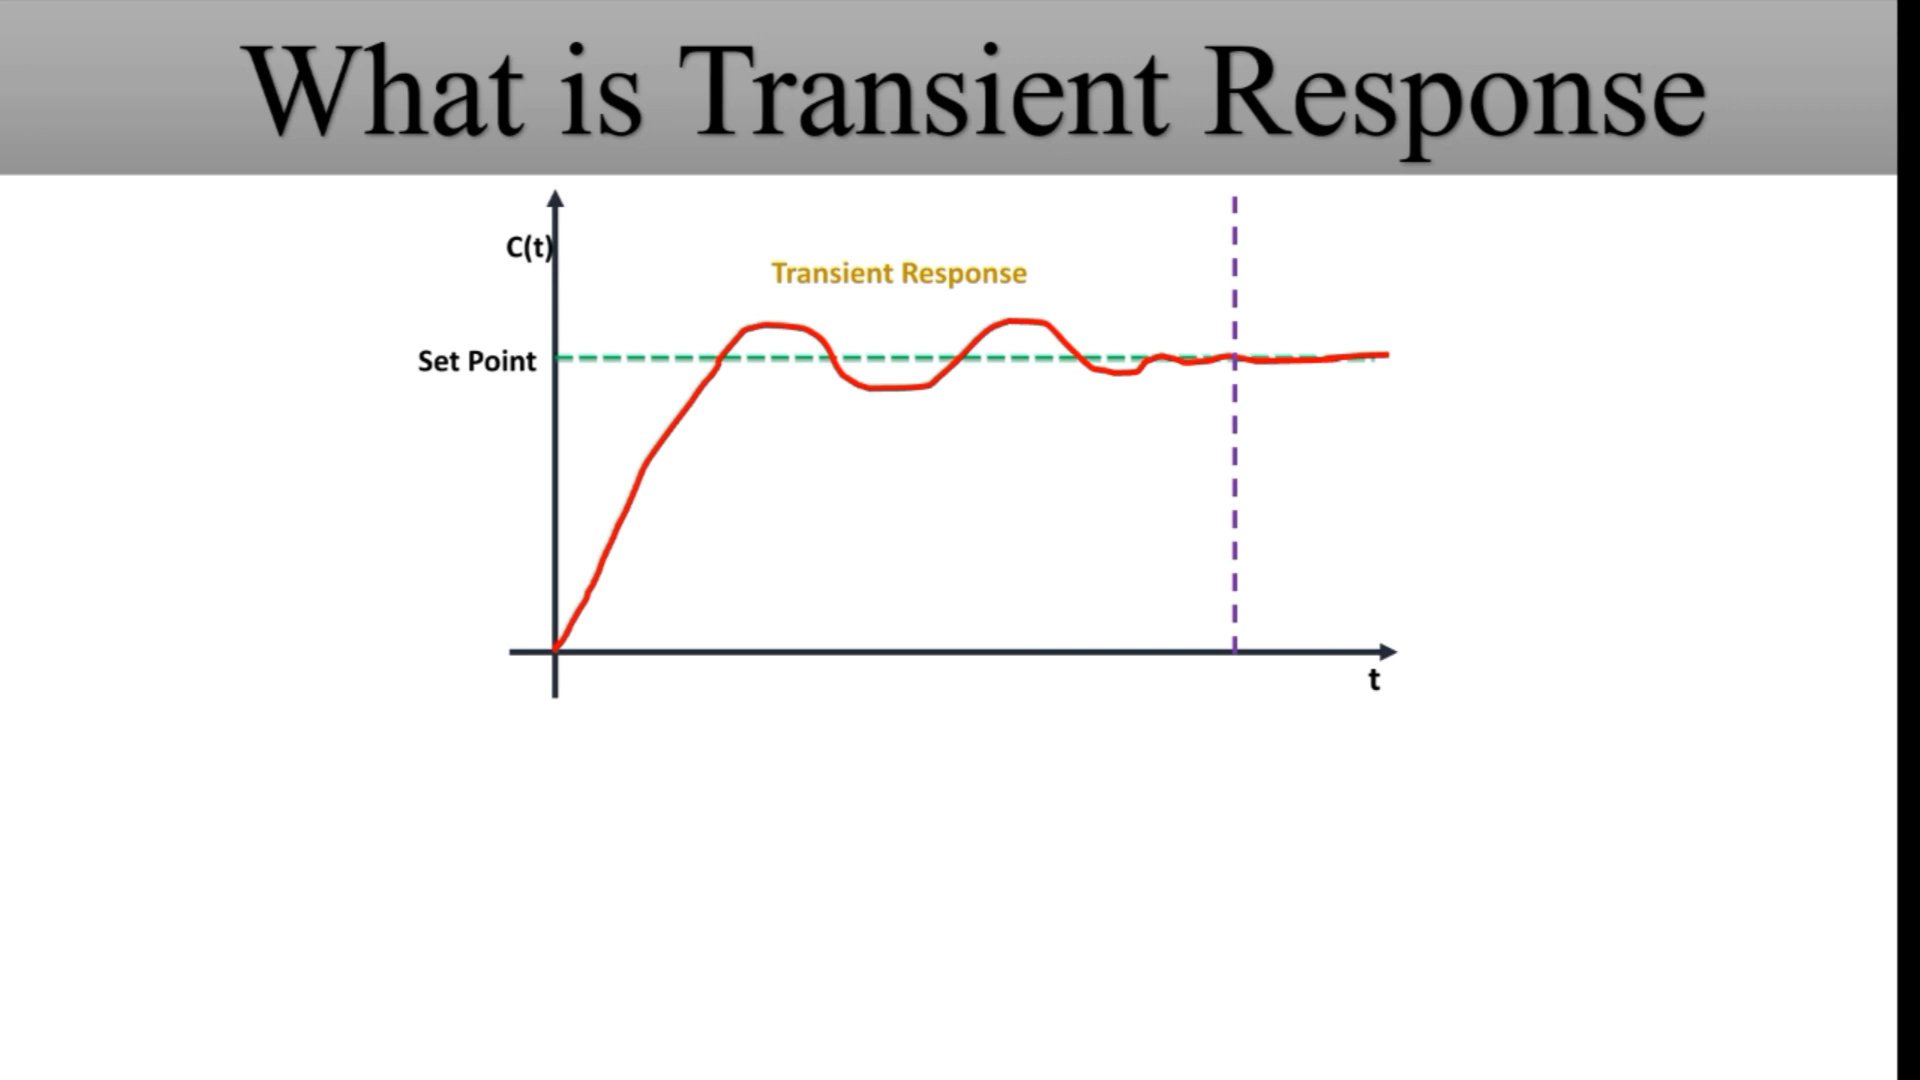 What is Transient Response
C(t)
Transient Response
Set Point
t